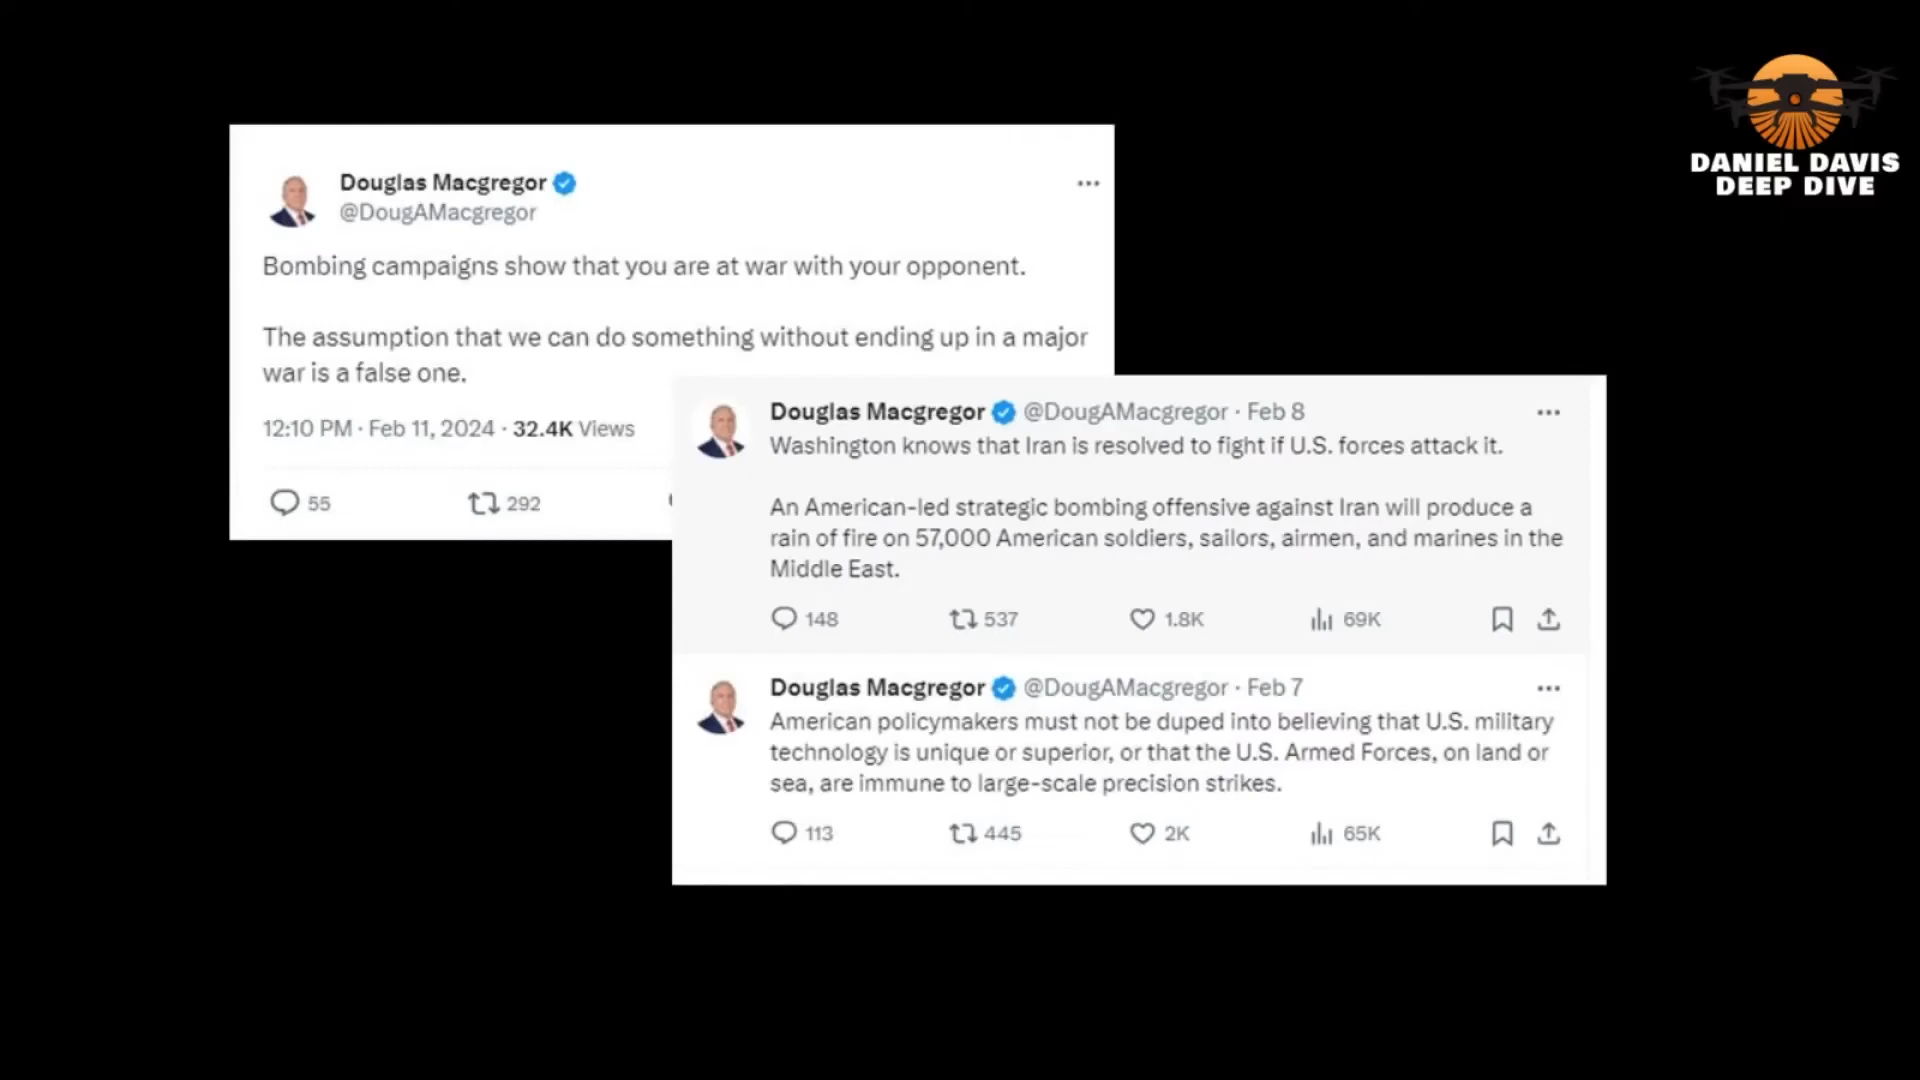 Douglas Macgregor
@DougAMacgregor
Bombing campaigns show that you are at war with your opponent.
The assumption that we can do something without ending up in a major
war is a false one.
12:10 PM · Feb 11, 2024 · 32.4K Views
55 292
Douglas Macgregor @DougAMacgregor · Feb 8
Washington knows that Iran is resolved to fight if U.S. forces attack it.
An American-led strategic bombing offensive against Iran will produce a
rain of fire on 57,000 American soldiers, sailors, airmen, and marines in the
Middle East.
148 537 1.8K 69K
Douglas Macgregor @DougAMacgregor · Feb 7
American policymakers must not be duped into believing that U.S. military
technology is unique or superior, or that the U.S. Armed Forces, on land or
sea, are immune to large-scale precision strikes.
113 445 2K 65K
DANIEL DAVIS
DEEP DIVE